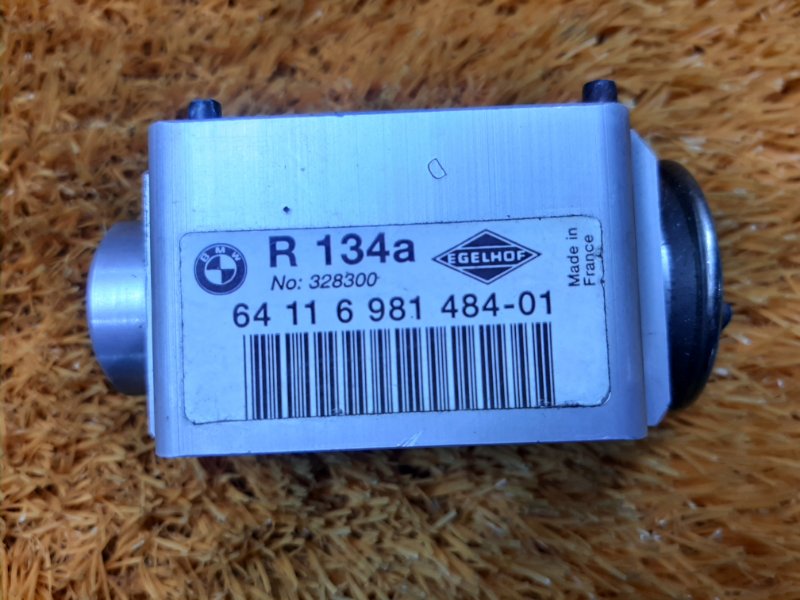 BMW
R 134a
EGELHOF
No: 328300
Made in
France
64 11 6 981 484-01